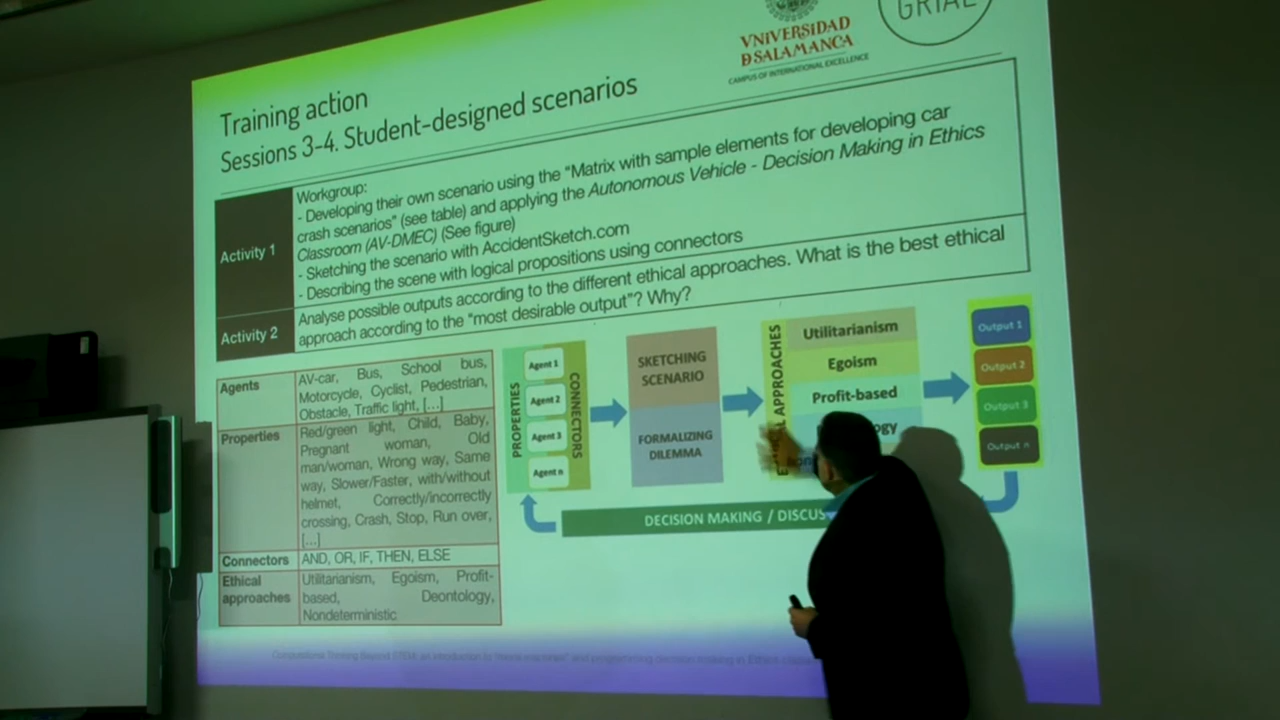 VNiVERSiDAD
D SALAMANCA
CAMPUS OF INTERNATIONAL EXCELLENCE
GRIAL
Training action
Sessions 3-4. Student-designed scenarios
Activity 1
Workgroup:
- Developing their own scenario using the “Matrix with sample elements for developing car
crash scenarios” (see table) and applying the Autonomous Vehicle - Decision Making in Ethics
Classroom (AV-DMEC) (See figure)
- Sketching the scenario with AccidentSketch.com
- Describing the scene with logical propositions using connectors
Activity 2
Analyse possible outputs according to the different ethical approaches. What is the best ethical
approach according to the “most desirable output”? Why?
Agents
AV-car, Bus, School bus,
Motorcycle, Cyclist, Pedestrian,
Obstacle, Traffic light, [...]
Properties
Red/green light, Child, Baby,
Pregnant woman, Old
man/woman, Wrong way, Same
way, Slower/Faster, with/without
helmet, Correctly/incorrectly
crossing, Crash, Stop, Run over,
[...]
Connectors
AND, OR, IF, THEN, ELSE
Ethical
approaches
Utilitarianism, Egoism, Profit-
based, Deontology,
Nondeterministic
PROPERTIES
Agent 1
Agent 2
Agent 3
Agent n
CONNECTORS
SKETCHING
SCENARIO
FORMALIZING
DILEMMA
APPROACHES
Utilitarianism
Egoism
Profit-based
Output 1
Output 2
Output 3
Output n
DECISION MAKING / DISCUS